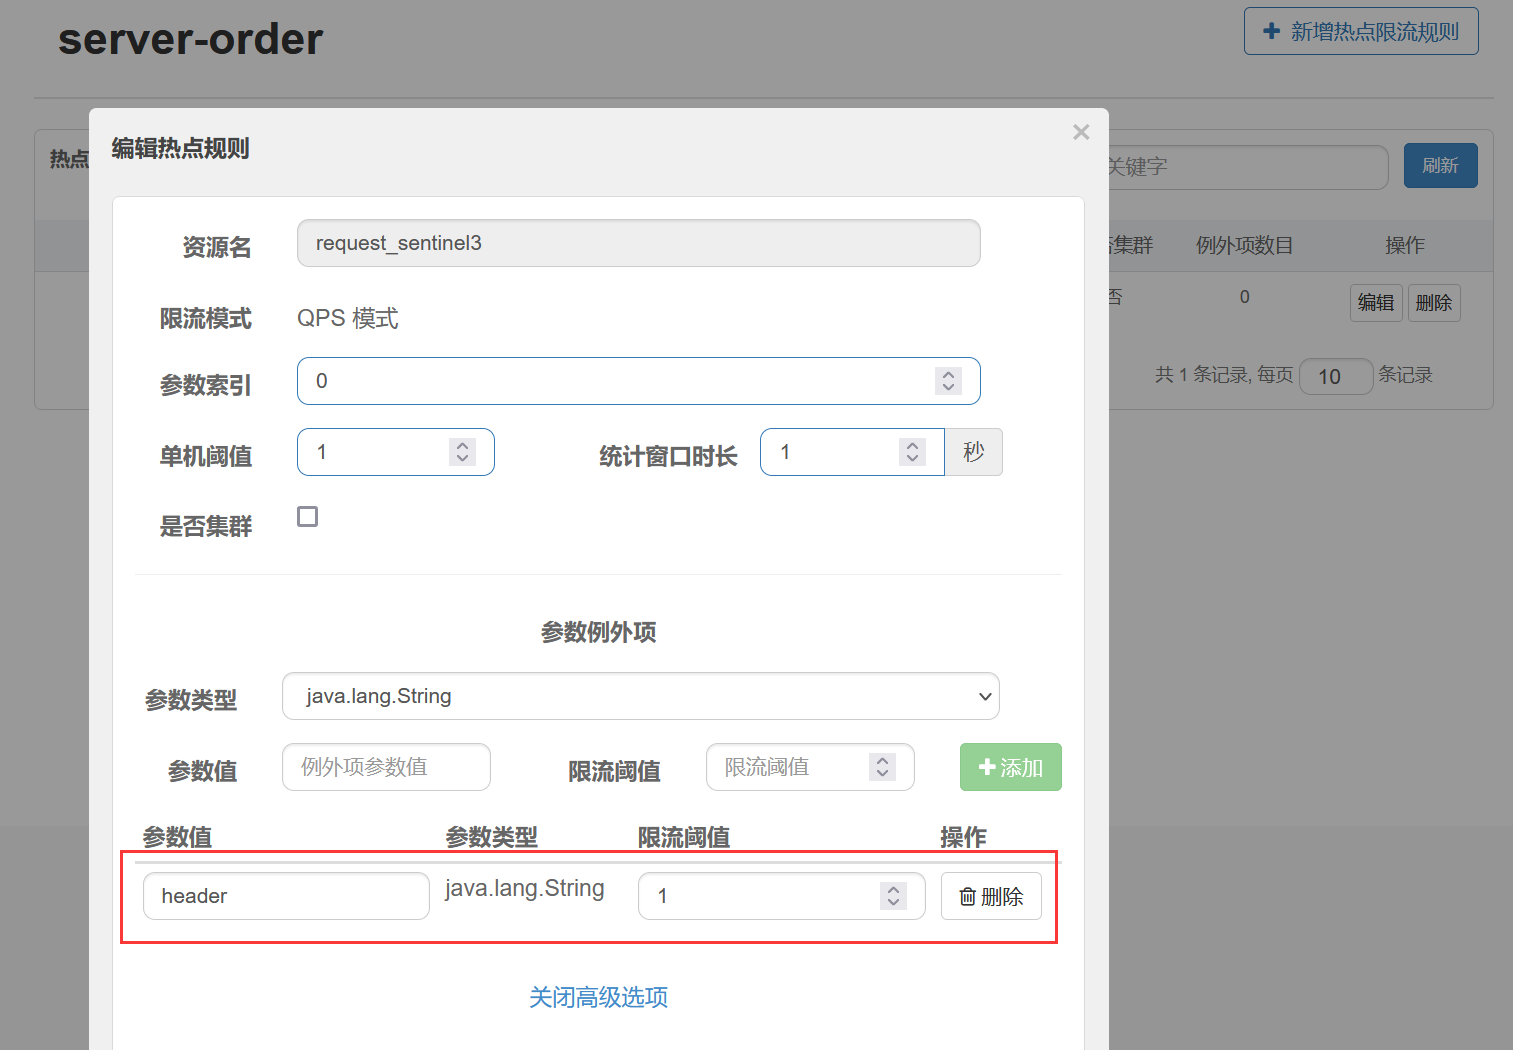 server-order
新增热点限流规则
热点
编辑热点规则
×
关键字
刷新
资源名
request_sentinel3
集群
例外项数目
操作
限流模式
QPS 模式
否
0
编辑
删除
参数索引
0
共 1 条记录, 每页
10
条记录
单机阈值
1
统计窗口时长
1
秒
是否集群
参数例外项
参数类型
java.lang.String
参数值
例外项参数值
限流阈值
限流阈值
添加
参数值
参数类型
限流阈值
操作
header
java.lang.String
1
删除
关闭高级选项